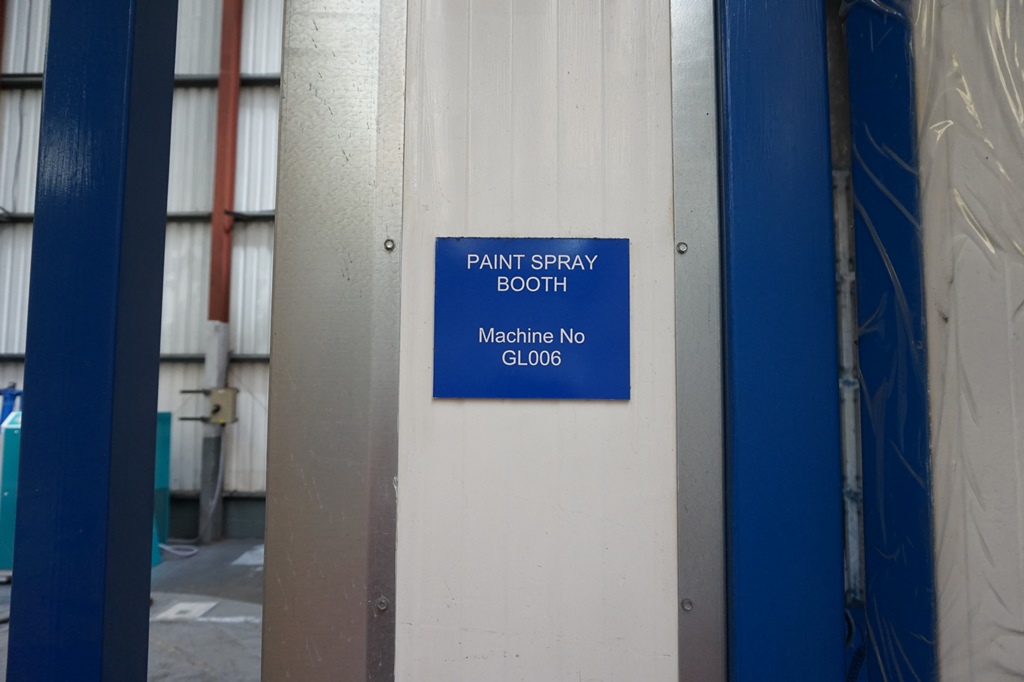 PAINT SPRAY
BOOTH
Machine No
GL006